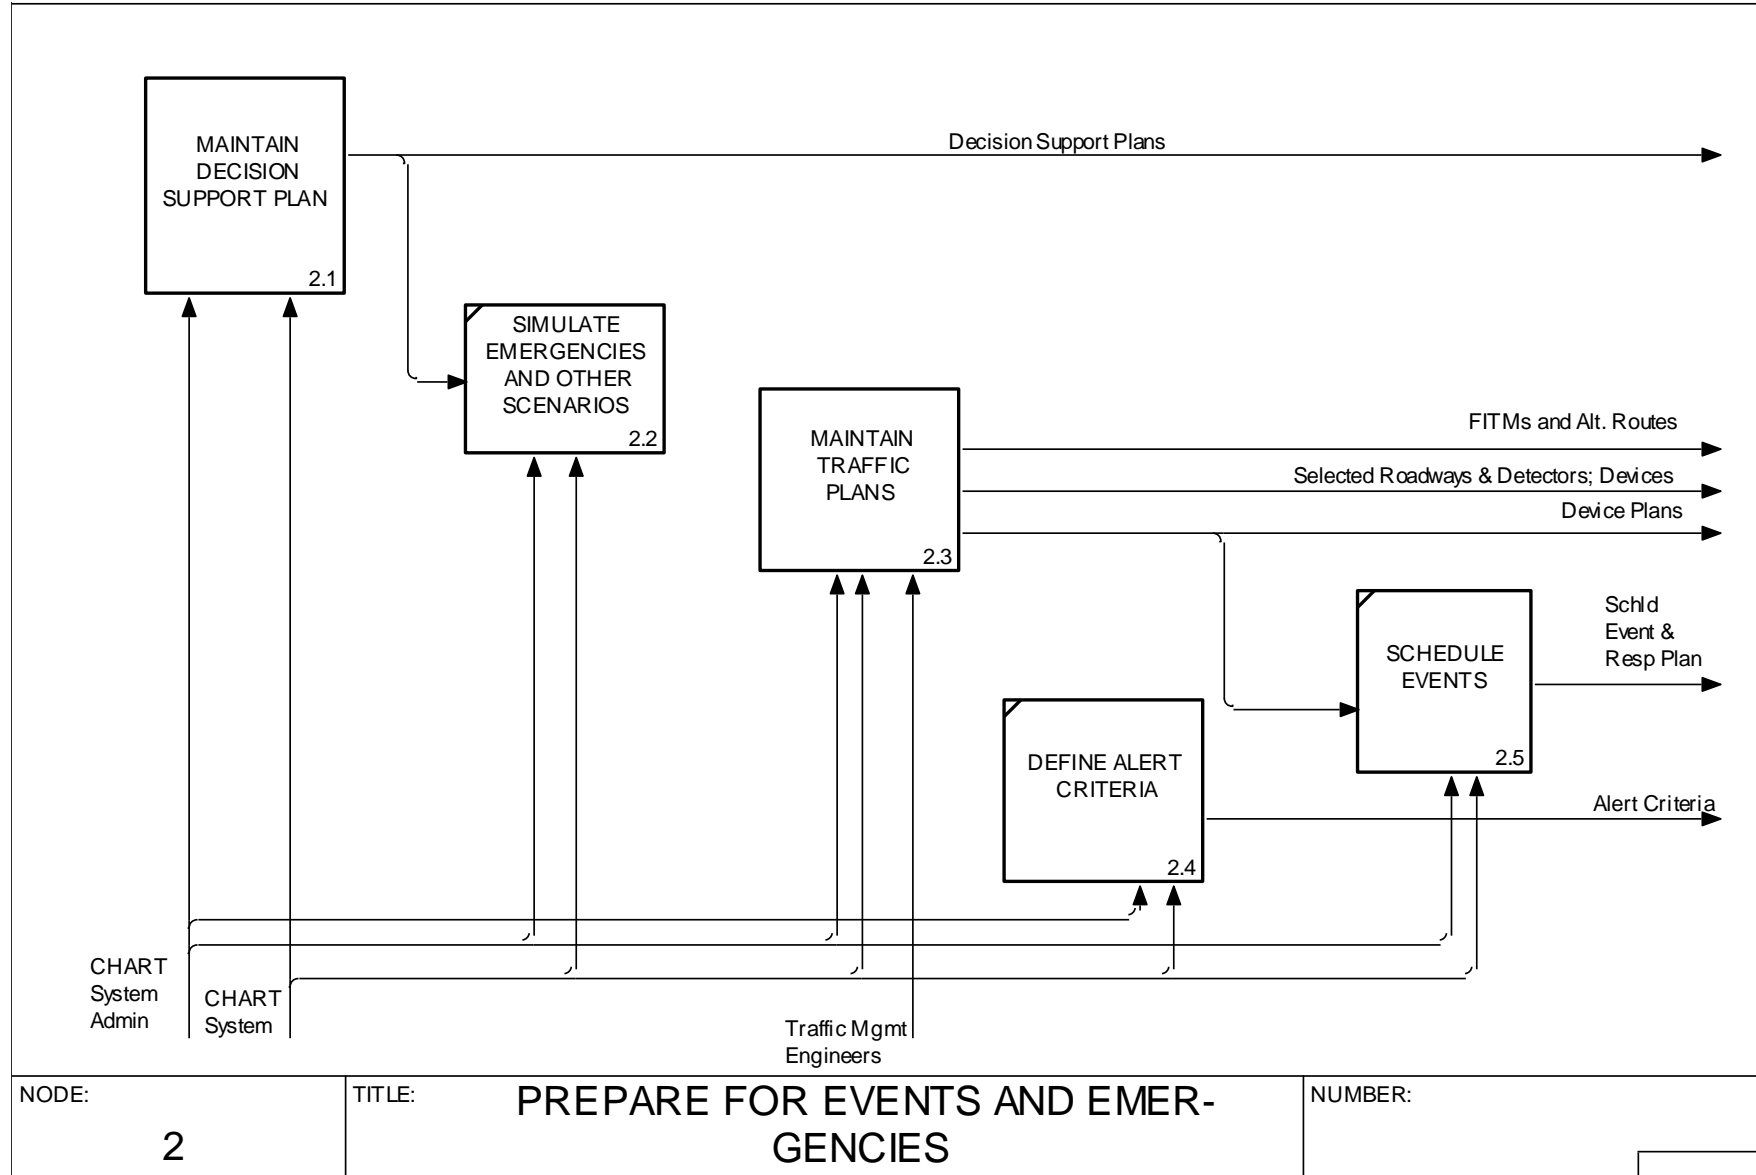 MAINTAIN
DECISION
SUPPORT PLAN
2.1
Decision Support Plans
SIMULATE
EMERGENCIES
AND OTHER
SCENARIOS
2.2
MAINTAIN
TRAFFIC
PLANS
2.3
FITMs and Alt. Routes
Selected Roadways & Detectors; Devices
Device Plans
SCHEDULE
EVENTS
2.5
Schld
Event &
Resp Plan
DEFINE ALERT
CRITERIA
2.4
Alert Criteria
CHART
System
Admin
CHART
System
Traffic Mgmt
Engineers
NODE:
2
TITLE:
PREPARE FOR EVENTS AND EMER-
GENCIES
NUMBER: